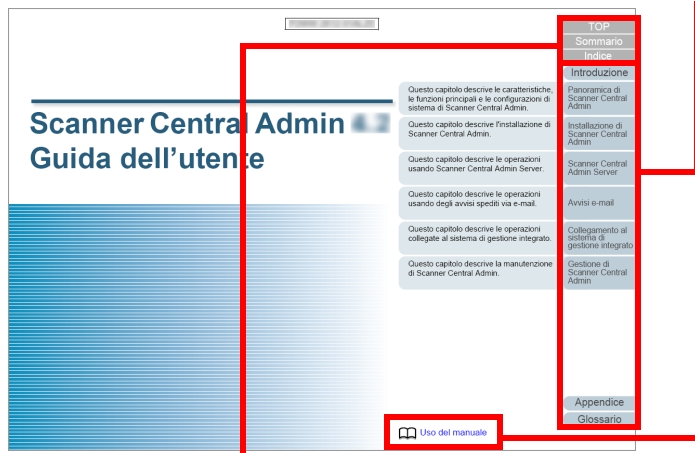 TOP
Sommario
Indice
Introduzione
Scanner Central Admin
Guida dell'utente
Questo capitolo descrive le caratteristiche,
le funzioni principali e le configurazioni di
sistema di Scanner Central Admin.
Panoramica di
Scanner Central
Admin
Questo capitolo descrive l'installazione di
Scanner Central Admin.
Installazione di
Scanner Central
Admin
Questo capitolo descrive le operazioni
usando Scanner Central Admin Server.
Scanner Central
Admin Server
Questo capitolo descrive le operazioni
usando degli avvisi spediti via e-mail.
Avvisi e-mail
Questo capitolo descrive le operazioni
collegate al sistema di gestione integrato.
Collegamento al
sistema di
gestione integrato
Questo capitolo descrive la manutenzione
di Scanner Central Admin.
Gestione di
Scanner Central
Admin
Appendice
Glossario
Uso del manuale